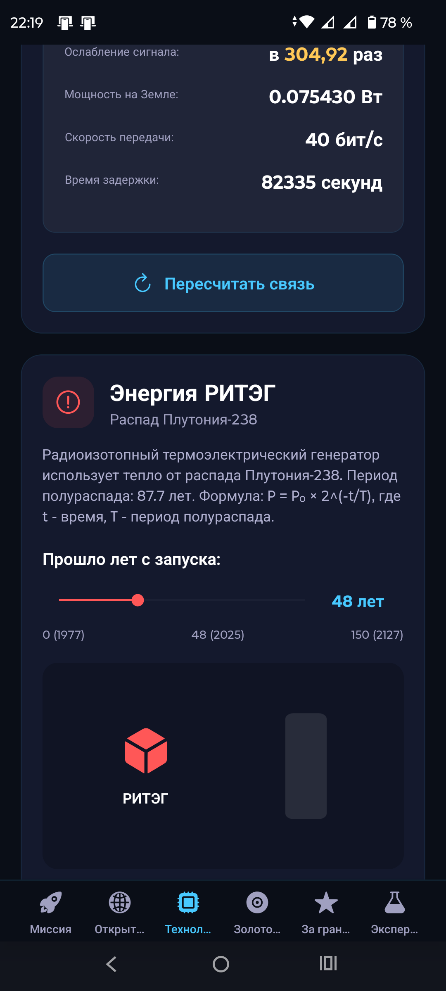 22:19
78 %
Ослабление сигнала:
в 304,92 раз
Мощность на Земле:
0.075430 Вт
Скорость передачи:
40 бит/с
Время задержки:
82335 секунд
Пересчитать связь
Энергия РИТЭГ
Распад Плутония-238
Радиоизотопный термоэлектрический генератор
использует тепло от распада Плутония-238. Период
полураспада: 87.7 лет. Формула: P = P₀ × 2^(-t/T), где
t - время, T - период полураспада.
Прошло лет с запуска:
48 лет
0 (1977)
48 (2025)
150 (2127)
РИТЭГ
Миссия
Открыт...
Технол...
Золото...
За гран...
Экспер...